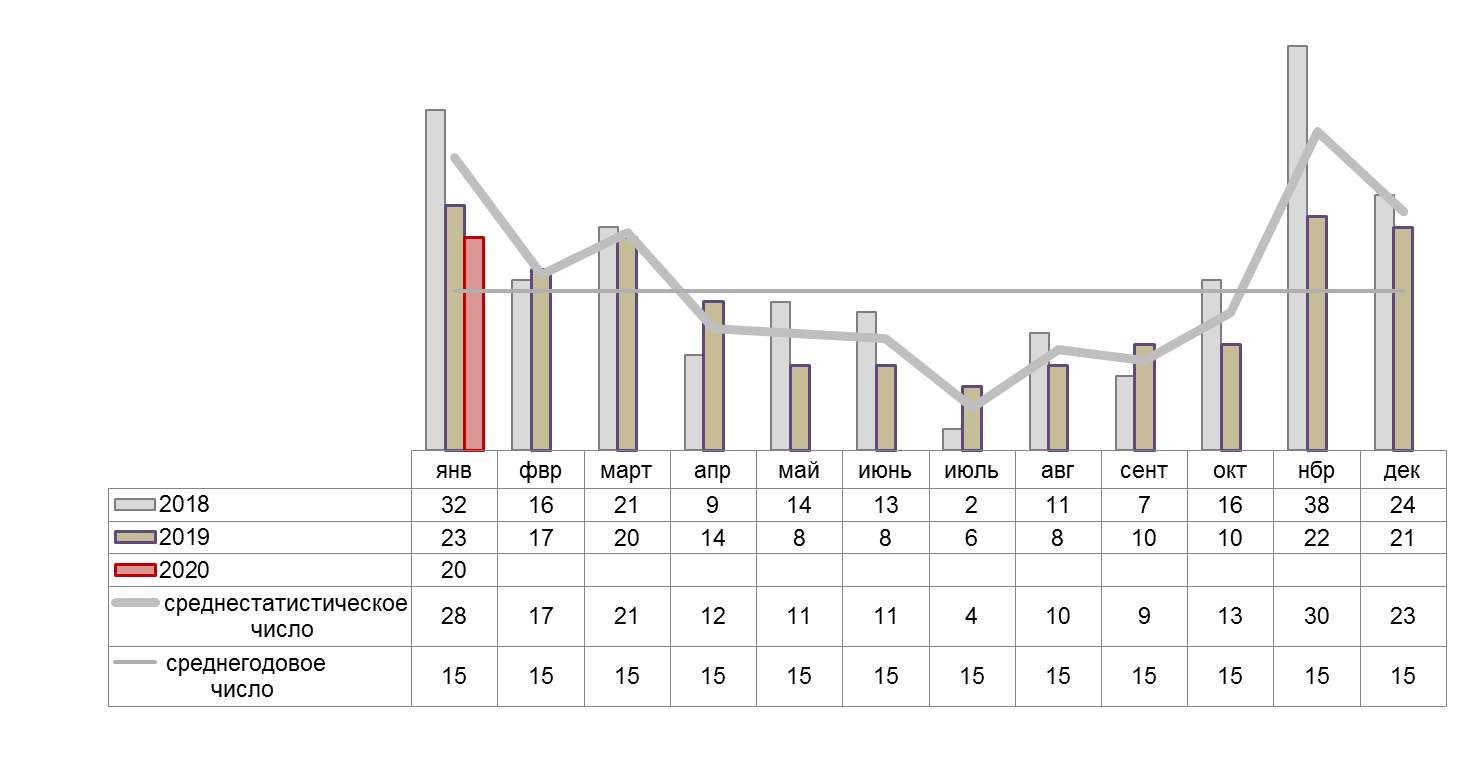 янв фвр март апр май июнь июль авг сент окт нбр дек
2018 32 16 21 9 14 13 2 11 7 16 38 24
2019 23 17 20 14 8 8 6 8 10 10 22 21
2020 20
среднестатистическое
число 28 17 21 12 11 11 4 10 9 13 30 23
среднегодовое
число 15 15 15 15 15 15 15 15 15 15 15 15